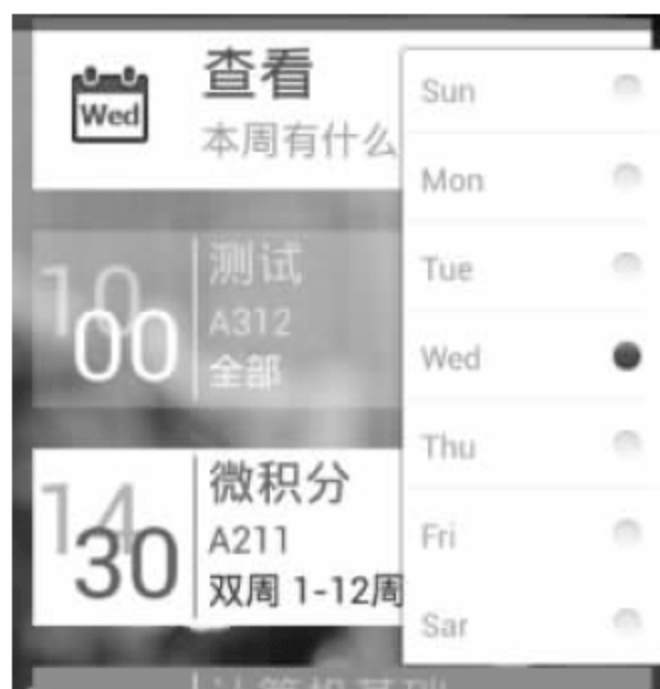 Wed
查看
本周有什么
10
00
测试
A312
全部
14
30
微积分
A211
双周 1-12周
Sun
Mon
Tue
Wed
Thu
Fri
Sar